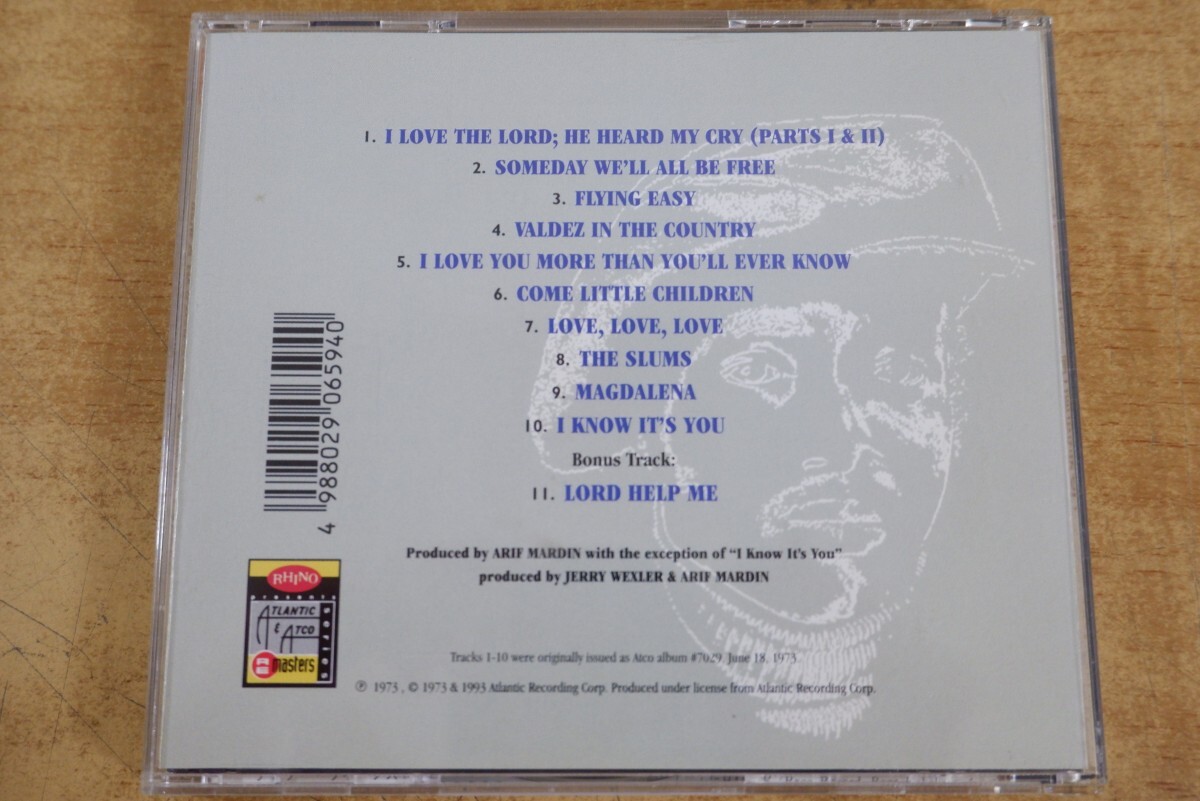 1. I LOVE THE LORD; HE HEARD MY CRY (PARTS I & II)
2. SOMEDAY WE'LL ALL BE FREE
3. FLYING EASY
4. VALDEZ IN THE COUNTRY
5. I LOVE YOU MORE THAN YOU'LL EVER KNOW
6. COME LITTLE CHILDREN
7. LOVE, LOVE, LOVE
8. THE SLUMS
9. MAGDALENA
10. I KNOW IT'S YOU
Bonus Track:
11. LORD HELP ME
4 988029 065940
Produced by ARIF MARDIN with the exception of "I Know It's You"
produced by JERRY WEXLER & ARIF MARDIN
RHINO
presents
ATLANTIC
& ATCO
masters
series
Tracks 1-10 were originally issued as Atco album #7029 June 18, 1973.
℗ 1973, © 1973 & 1993 Atlantic Recording Corp. Produced under license from Atlantic Recording Corp.